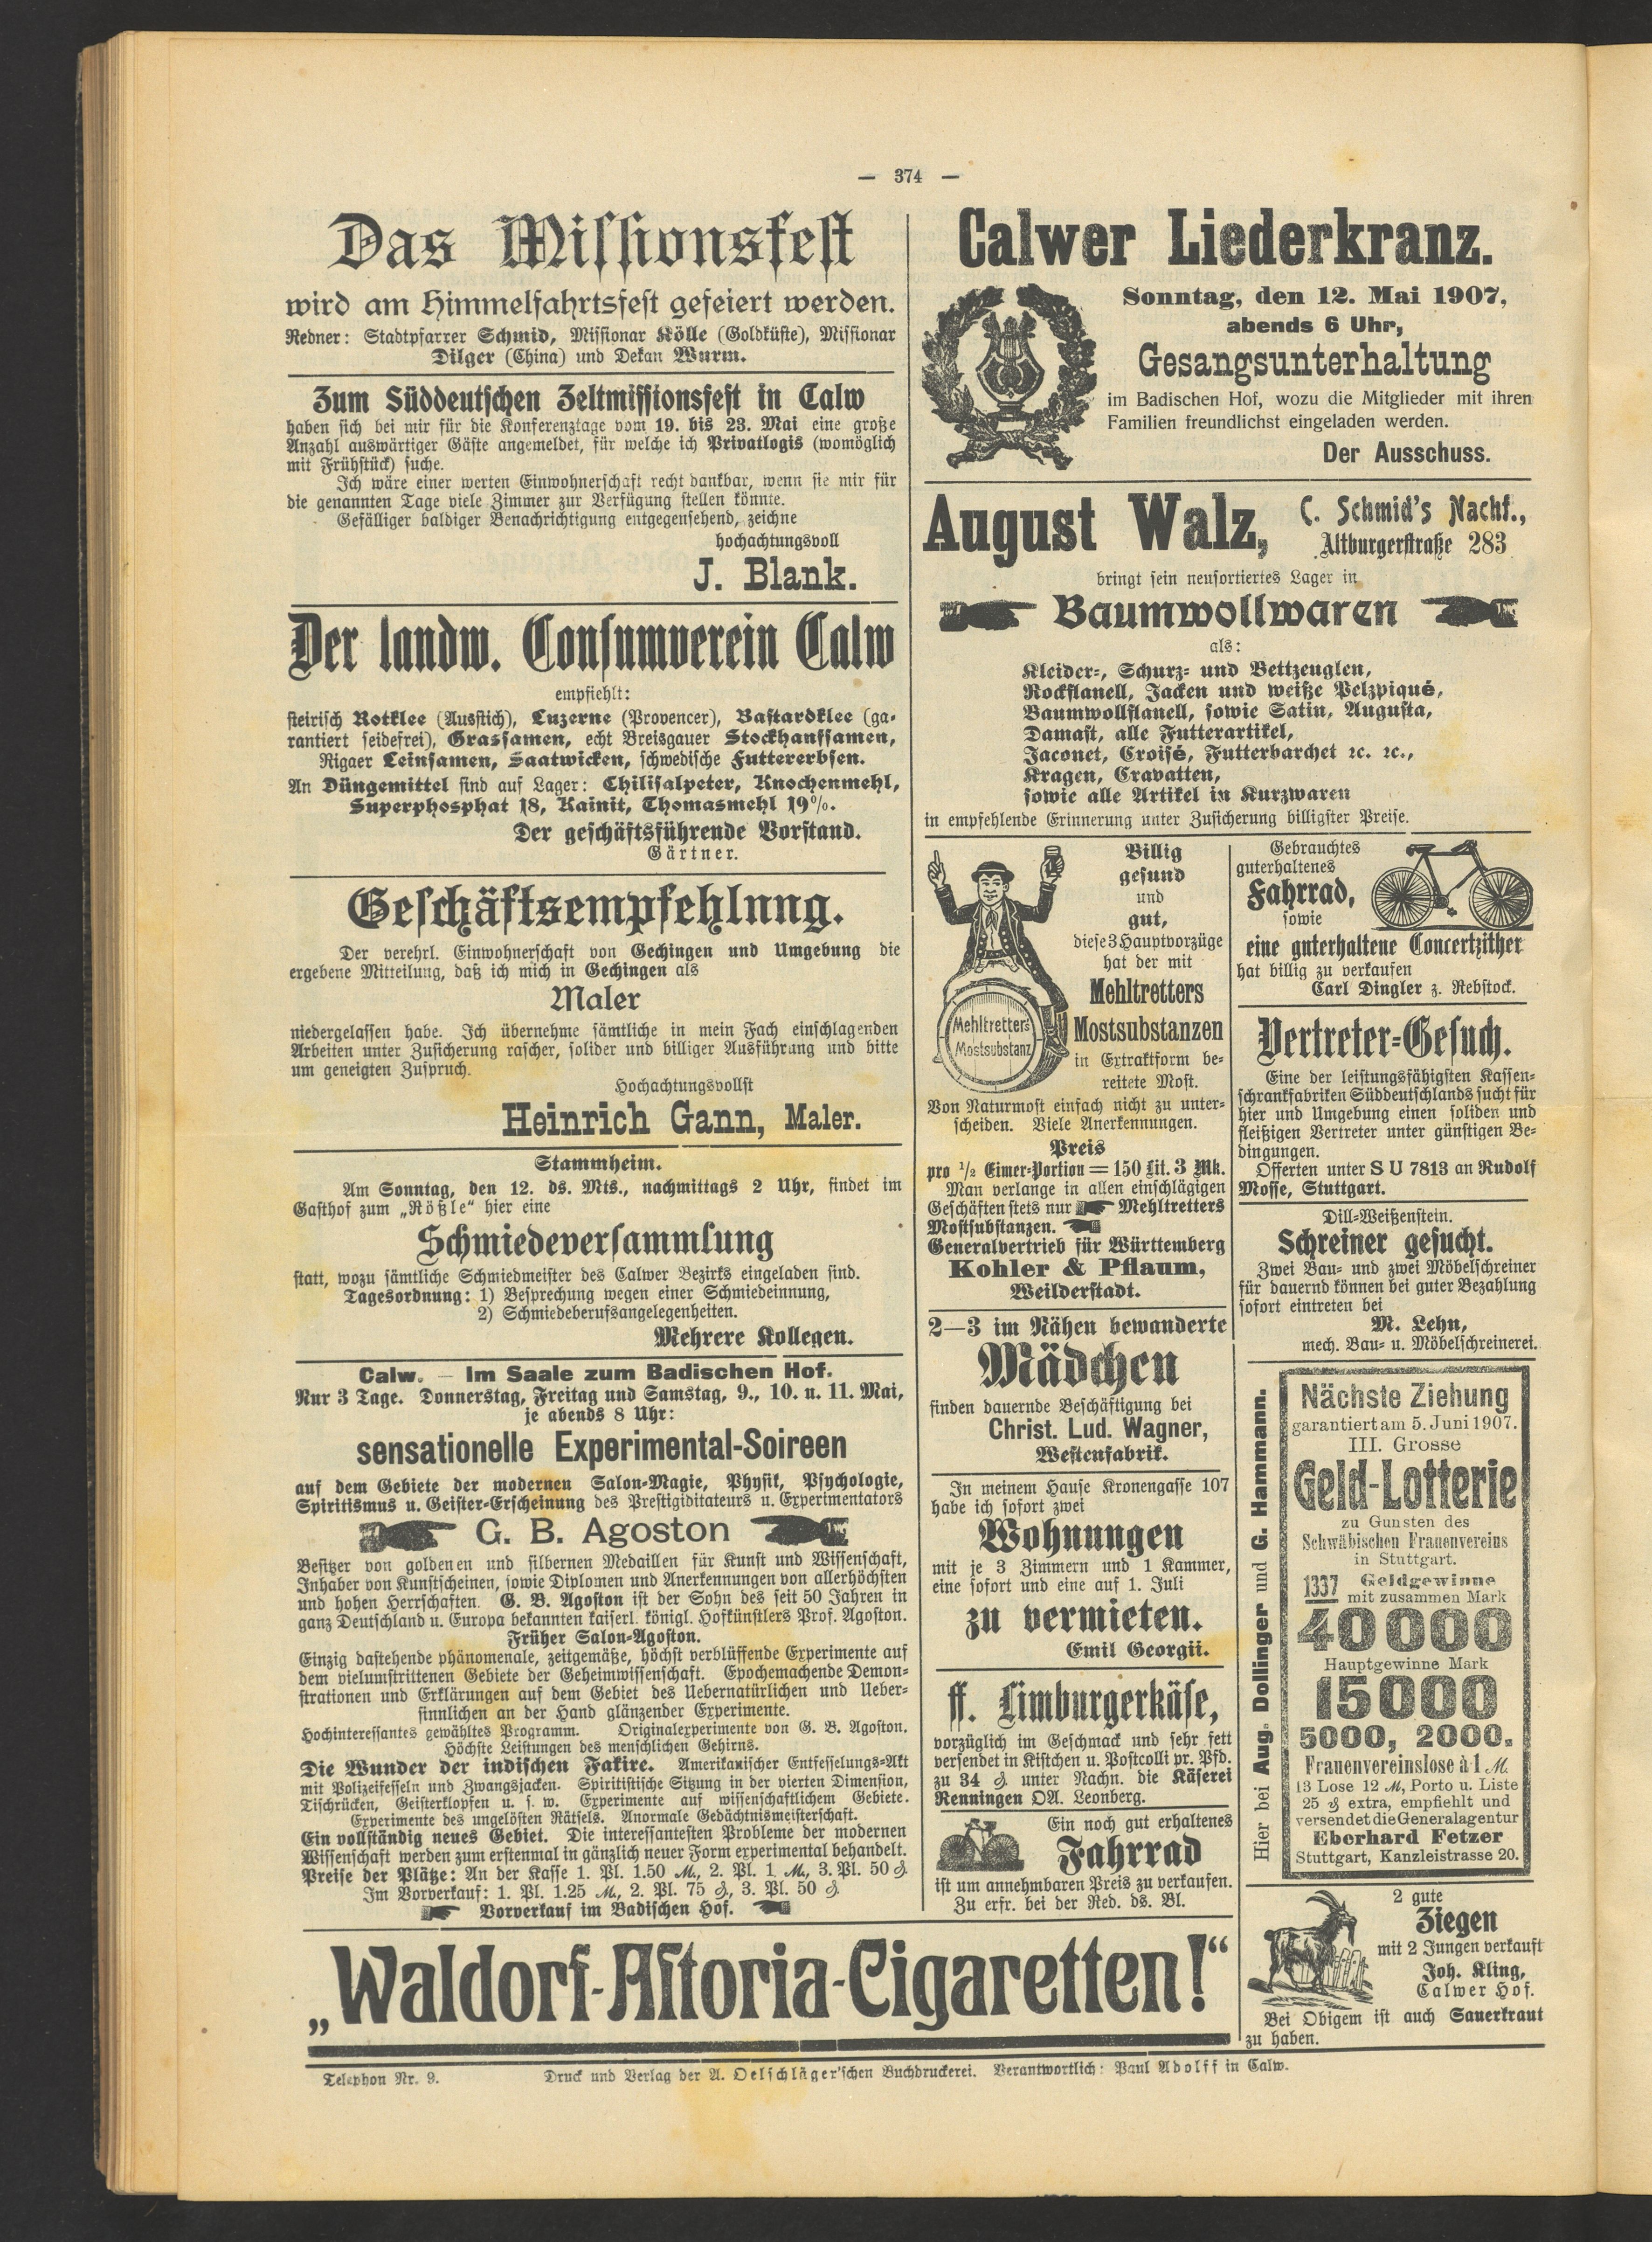 — 374 —
Das Missionsfest
wird am Himmelfahrtsfest gefeiert werden.
Redner: Stadtpfarrer Schmid, Missionar Kölle (Goldküste), Missionar
Dilger (China) und Dekan Wurm.
Zum Süddeutschen Zeltmissionsfest in Calw
haben sich bei mir für die Konferenztage vom 19. bis 23. Mai eine große
Anzahl auswärtiger Gäste angemeldet, für welche ich Privatlogis (womöglich
mit Frühstück) suche.
Ich wäre einer werten Einwohnerschaft recht dankbar, wenn sie mir für
die genannten Tage viele Zimmer zur Verfügung stellen könnte.
Gefälliger baldiger Benachrichtigung entgegensehend, zeichne
hochachtungsvoll
J. Blank.
Der landw. Consumverein Calw
empfiehlt:
steirisch Rotklee (Ausstich), Luzerne (Provencer), Bastardklee (ga-
rantiert seidefrei), Grassamen, echt Breisgauer Stockhanfsamen,
Rigaer Leinsamen, Saatwicken, schwedische Futtererbsen.
An Düngemittel sind auf Lager: Chilisalpeter, Knochenmehl,
Superphosphat 18, Kainit, Thomasmehl 19%.
Der geschäftsführende Vorstand.
Gärtner.
Geschäftsempfehlung.
Der verehrl. Einwohnerschaft von Gechingen und Umgebung die
ergebene Mitteilung, daß ich mich in Gechingen als
Maler
niedergelassen habe. Ich übernehme sämtliche in mein Fach einschlagenden
Arbeiten unter Zusicherung rascher, solider und billiger Ausführung und bitte
um geneigten Zuspruch.
Hochachtungsvollst
Heinrich Gann, Maler.
Stammheim.
Am Sonntag, den 12. ds. Mts., nachmittags 2 Uhr, findet im
Gasthof zum „Rößle" hier eine
Schmiedeversammlung
statt, wozu sämtliche Schmiedmeister des Calwer Bezirks eingeladen sind.
Tagesordnung: 1) Besprechung wegen einer Schmiedeinnung,
2) Schmiedeberufsangelegenheiten.
Mehrere Kollegen.
Calw. — Im Saale zum Badischen Hof.
Nur 3 Tage. Donnerstag, Freitag und Samstag, 9., 10. u. 11. Mai,
je abends 8 Uhr:
sensationelle Experimental-Soireen
auf dem Gebiete der modernen Salon-Magie, Physik, Psychologie,
Spiritismus u. Geister-Erscheinung des Prestigiditateurs u. Experimentators
G. B. Agoston
Besitzer von goldenen und silbernen Medaillen für Kunst und Wissenschaft,
Inhaber von Kunstscheinen, sowie Diplomen und Anerkennungen von allerhöchsten
und hohen Herrschaften. G. B. Agoston ist der Sohn des seit 50 Jahren in
ganz Deutschland u. Europa bekannten kaiserl. königl. Hofkünstlers Prof. Agoston.
Früher Salon-Agoston.
Einzig dastehende phänomenale, zeitgemäße, höchst verblüffende Experimente auf
dem vielumstrittenen Gebiete der Geheimwissenschaft. Epochemachende Demon-
strationen und Erklärungen auf dem Gebiet des Uebernatürlichen und Ueber-
sinnlichen an der Hand glänzender Experimente.
Hochinteressantes gewähltes Programm. Originalexperimente von G. B. Agoston.
Höchste Leistungen des menschlichen Gehirns.
Die Wunder der indischen Fakire. Amerikanischer Entfesselungs-Akt
mit Polizeifesseln und Zwangsjacken. Spiritistische Sitzung in der vierten Dimension,
Tischrücken, Geisterklopfen u. s. w. Experimente auf wissenschaftlichem Gebiete.
Experimente des ungelösten Rätsels. Anormale Gedächtnismeisterschaft.
Ein vollständig neues Gebiet. Die interessantesten Probleme der modernen
Wissenschaft werden zum erstenmal in gänzlich neuer Form experimental behandelt.
Preise der Plätze: An der Kasse 1. Pl. 1.50 ℳ, 2. Pl. 1 ℳ, 3. Pl. 50 ₰
Im Vorverkauf: 1. Pl. 1.25 ℳ, 2. Pl. 75 ₰, 3. Pl. 50 ₰.
Vorverkauf im Badischen Hof.
Calwer Liederkranz.
Sonntag, den 12. Mai 1907,
abends 6 Uhr,
Gesangsunterhaltung
im Badischen Hof, wozu die Mitglieder mit ihren
Familien freundlichst eingeladen werden.
Der Ausschuss.
August Walz, C. Schmid's Nachf.,
Altburgerstraße 283
bringt sein neusortiertes Lager in
Baumwollwaren
als:
Kleider-, Schurz- und Bettzeuglen,
Rockflanell, Jacken und weiße Pelzpiqué,
Baumwollflanell, sowie Satin, Augusta,
Damast, alle Futterartikel,
Jaconet, Croisé, Futterbarchet ꝛc. ꝛc.,
Kragen, Cravatten,
sowie alle Artikel in Kurzwaren
in empfehlende Erinnerung unter Zusicherung billigster Preise.
Billig
gesund
und
gut,
diese 3 Hauptvorzüge
hat der mit
Mehltretters
Mostsubstanzen
in Extraktform be-
reitete Most.
Mehltretters
Mostsubstanz
Von Naturmost einfach nicht zu unter-
scheiden. Viele Anerkennungen.
Preis
pro 1/2 Eimer-Portion = 150 Lit. 3 Mk.
Man verlange in allen einschlägigen
Geschäften stets nur Mehltretters
Mostsubstanzen.
Generalvertrieb für Württemberg
Kohler & Pflaum,
Weilderstadt.
2—3 im Nähen bewanderte
Mädchen
finden dauernde Beschäftigung bei
Christ. Lud. Wagner,
Westenfabrik.
In meinem Hause Kronengasse 107
habe ich sofort zwei
Wohnungen
mit je 3 Zimmern und 1 Kammer,
eine sofort und eine auf 1. Juli
zu vermieten.
Emil Georgii.
ff. Limburgerkäse,
vorzüglich im Geschmack und sehr fett
versendet in Kistchen u. Postcolli pr. Pfd.
zu 34 ₰ unter Nachn. die Käserei
Renningen OA. Leonberg.
Ein noch gut erhaltenes
Fahrrad
ist um annehmbaren Preis zu verkaufen.
Zu erfr. bei der Red. ds. Bl.
Gebrauchtes
guterhaltenes
Fahrrad,
sowie
eine guterhaltene Concertzither
hat billig zu verkaufen
Carl Dingler z. Rebstock.
Vertreter-Gesuch.
Eine der leistungsfähigsten Kassen-
schrankfabriken Süddeutschlands sucht für
hier und Umgebung einen soliden und
fleißigen Vertreter unter günstigen Be-
dingungen.
Offerten unter S U 7813 an Rudolf
Mosse, Stuttgart.
Dill-Weißenstein.
Schreiner gesucht.
Zwei Bau- und zwei Möbelschreiner
für dauernd können bei guter Bezahlung
sofort eintreten bei
M. Lehn,
mech. Bau- u. Möbelschreinerei.
Hier bei Aug. Dollinger und G. Hammann.
Nächste Ziehung
garantiert am 5. Juni 1907.
III. Grosse
Geld-Lotterie
zu Gunsten des
Schwäbischen Frauenvereins
in Stuttgart.
1337 Geldgewinne
mit zusammen Mark
40000
Hauptgewinne Mark
15000
5000, 2000.
Frauenvereinslose à 1 ℳ.
13 Lose 12 ℳ, Porto u. Liste
25 ₰ extra, empfiehlt und
versendet die Generalagentur
Eberhard Fetzer
Stuttgart, Kanzleistrasse 20.
2 gute
Ziegen
mit 2 Jungen verkauft
Joh. Kling,
Calwer Hof.
Bei Obigem ist auch Sauerkraut
zu haben.
„Waldorf-Astoria-Cigaretten!“
Telephon Nr. 9. Druck und Verlag der A. Oelschläger'schen Buchdruckerei. Verantwortlich: Paul Adolff in Calw.